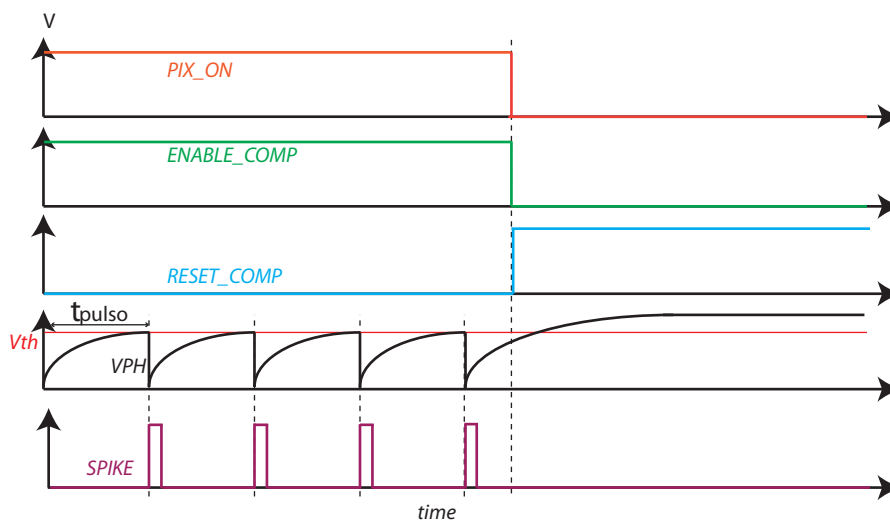 V
PIX_ON
ENABLE_COMP
RESET_COMP
tpulso
Vth
VPH
SPIKE
time